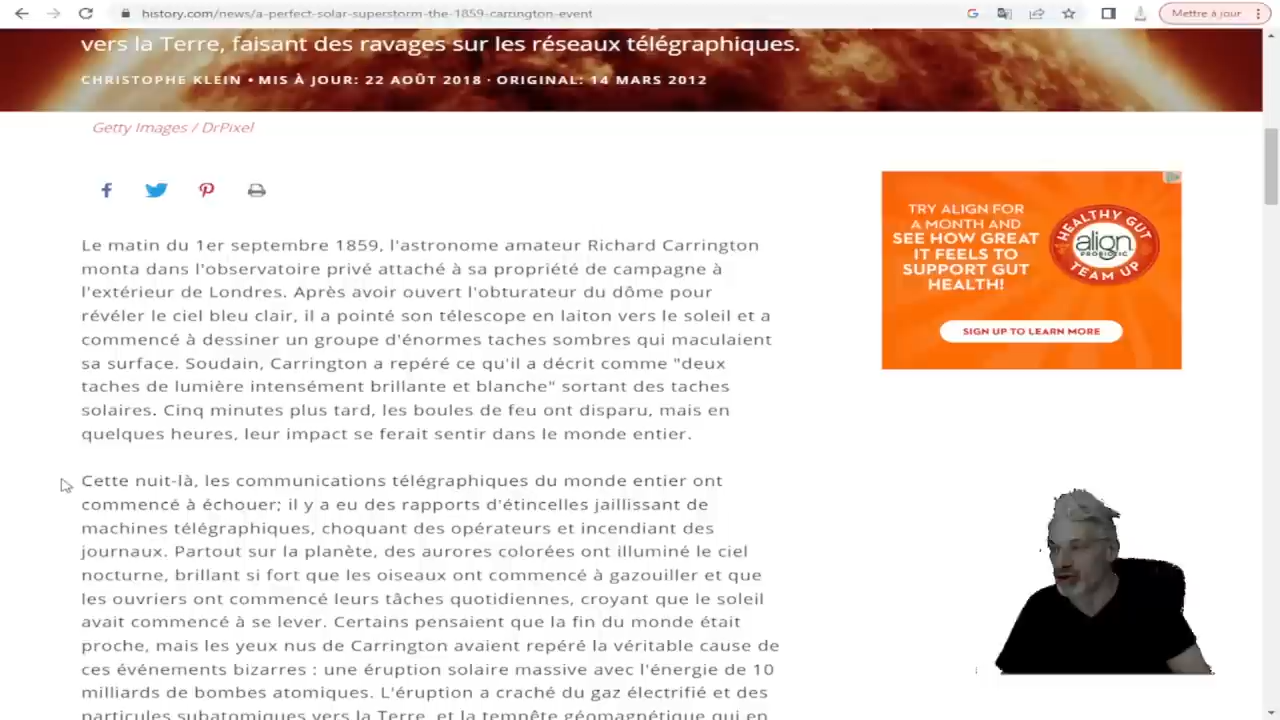 history.com/news/a-perfect-solar-superstorm-the-1859-carrington-event
Mettre à jour
vers la Terre, faisant des ravages sur les réseaux télégraphiques.
CHRISTOPHE KLEIN • MIS À JOUR: 22 AOÛT 2018 · ORIGINAL: 14 MARS 2012
Getty Images / DrPixel
Le matin du 1er septembre 1859, l'astronome amateur Richard Carrington
monta dans l'observatoire privé attaché à sa propriété de campagne à
l'extérieur de Londres. Après avoir ouvert l'obturateur du dôme pour
révéler le ciel bleu clair, il a pointé son télescope en laiton vers le soleil et a
commencé à dessiner un groupe d'énormes taches sombres qui maculaient
sa surface. Soudain, Carrington a repéré ce qu'il a décrit comme "deux
taches de lumière intensément brillante et blanche" sortant des taches
solaires. Cinq minutes plus tard, les boules de feu ont disparu, mais en
quelques heures, leur impact se ferait sentir dans le monde entier.
Cette nuit-là, les communications télégraphiques du monde entier ont
commencé à échouer; il y a eu des rapports d'étincelles jaillissant de
machines télégraphiques, choquant des opérateurs et incendiant des
journaux. Partout sur la planète, des aurores colorées ont illuminé le ciel
nocturne, brillant si fort que les oiseaux ont commencé à gazouiller et que
les ouvriers ont commencé leurs tâches quotidiennes, croyant que le soleil
avait commencé à se lever. Certains pensaient que la fin du monde était
proche, mais les yeux nus de Carrington avaient repéré la véritable cause de
ces événements bizarres : une éruption solaire massive avec l'énergie de 10
milliards de bombes atomiques. L'éruption a craché du gaz électrifié et des
particules subatomiques vers la Terre, et la tempête géomagnétique qui en
TRY ALIGN FOR
A MONTH AND
SEE HOW GREAT
IT FEELS TO
SUPPORT GUT
HEALTH!
HEALTHY GUT
align
PROBIOTIC
TEAM UP
SIGN UP TO LEARN MORE